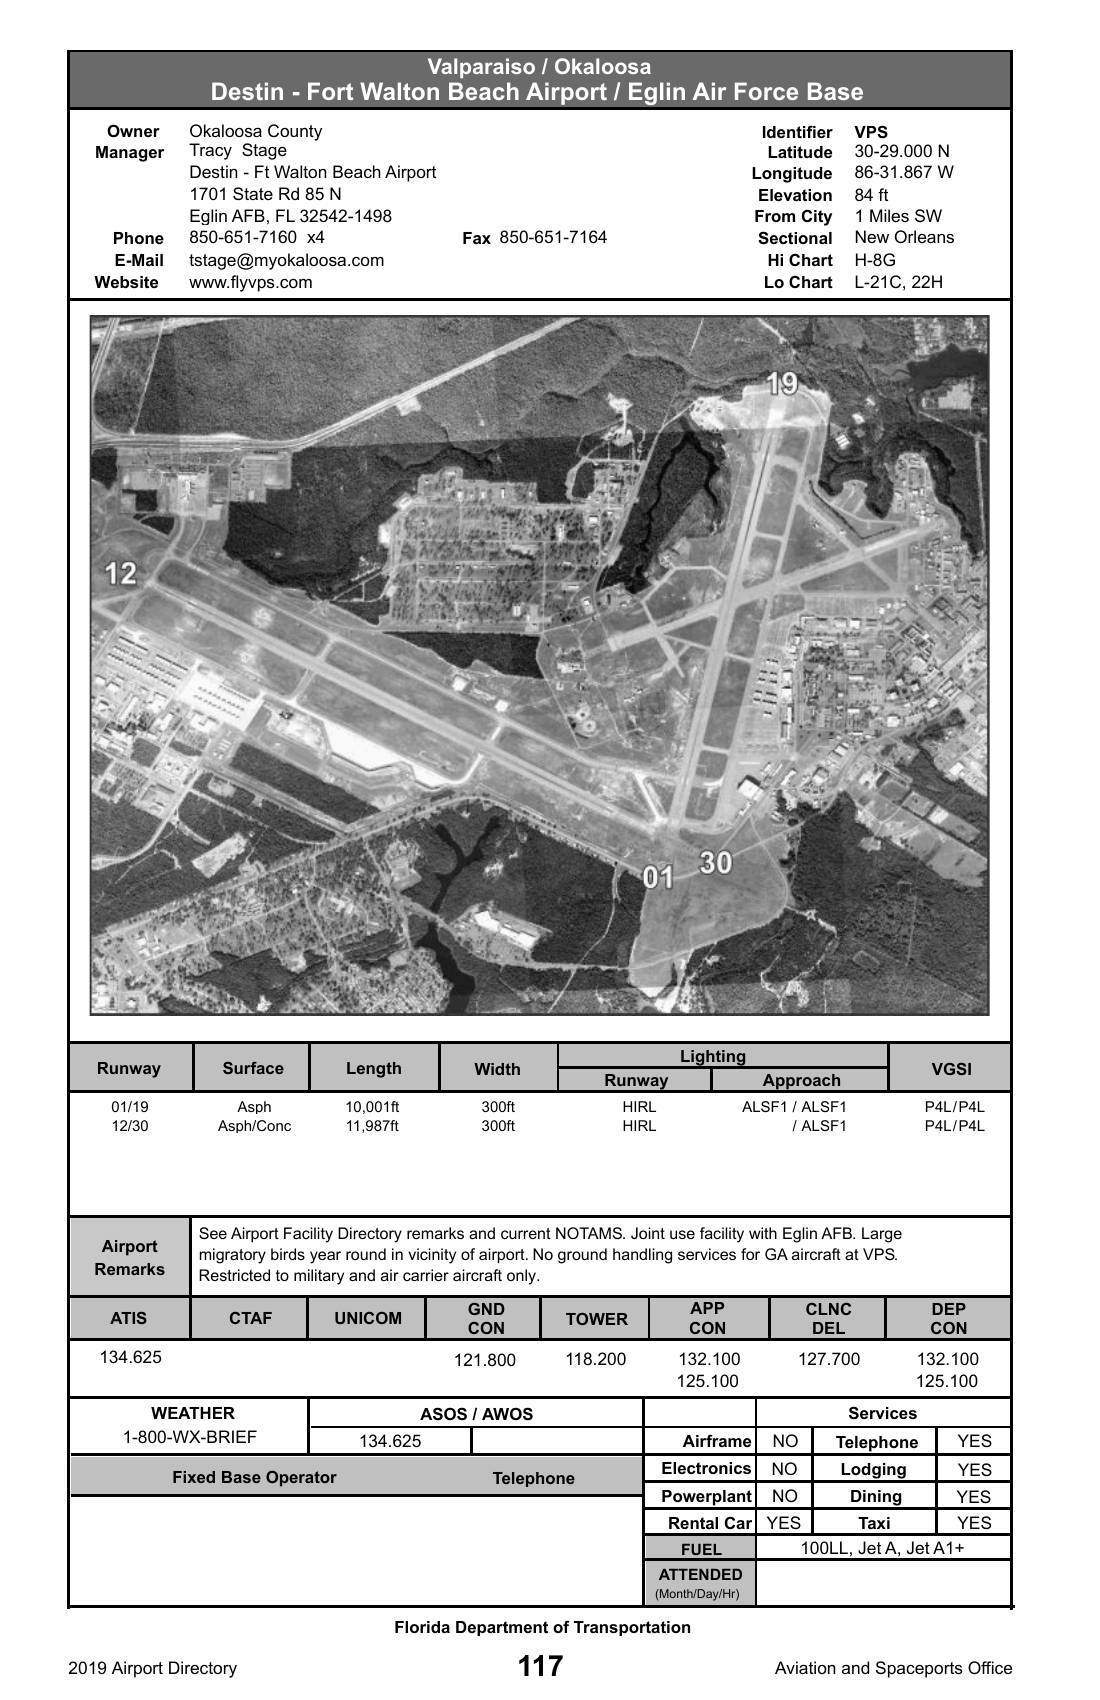 Valparaiso / Okaloosa
Destin - Fort Walton Beach Airport / Eglin Air Force Base
Owner Okaloosa County
Manager Tracy Stage
Destin - Ft Walton Beach Airport
1701 State Rd 85 N
Eglin AFB, FL 32542-1498
Phone 850-651-7160 x4 Fax 850-651-7164
E-Mail tstage@myokaloosa.com
Website www.flyvps.com
Identifier VPS
Latitude 30-29.000 N
Longitude 86-31.867 W
Elevation 84 ft
From City 1 Miles SW
Sectional New Orleans
Hi Chart H-8G
Lo Chart L-21C, 22H
19
12
01 30
Runway Surface Length Width Lighting VGSI
Runway Approach
01/19 Asph 10,001ft 300ft HIRL ALSF1 / ALSF1 P4L/P4L
12/30 Asph/Conc 11,987ft 300ft HIRL / ALSF1 P4L/P4L
Airport
Remarks
See Airport Facility Directory remarks and current NOTAMS. Joint use facility with Eglin AFB. Large
migratory birds year round in vicinity of airport. No ground handling services for GA aircraft at VPS.
Restricted to military and air carrier aircraft only.
ATIS CTAF UNICOM GND CON TOWER APP CON CLNC DEL DEP CON
134.625 121.800 118.200 132.100 127.700 132.100
125.100 125.100
WEATHER
1-800-WX-BRIEF
ASOS / AWOS
134.625
Fixed Base Operator Telephone
Services
Airframe NO Telephone YES
Electronics NO Lodging YES
Powerplant NO Dining YES
Rental Car YES Taxi YES
FUEL 100LL, Jet A, Jet A1+
ATTENDED
(Month/Day/Hr)
Florida Department of Transportation
2019 Airport Directory 117 Aviation and Spaceports Office